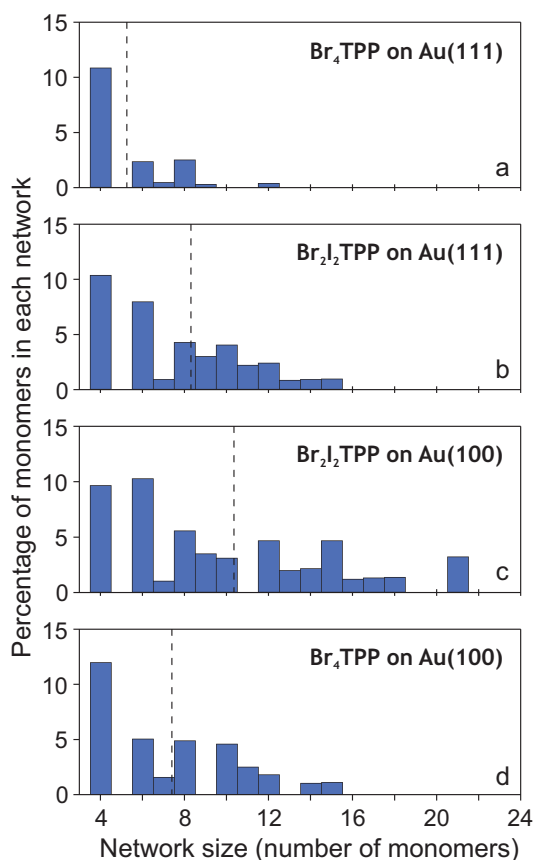 Percentage of monomers in each network
15
10
5
0
Br₄TPP on Au(111)
a
15
10
5
0
Br₂I₂TPP on Au(111)
b
15
10
5
0
Br₂I₂TPP on Au(100)
c
15
10
5
0
Br₄TPP on Au(100)
d
4 8 12 16 20 24
Network size (number of monomers)